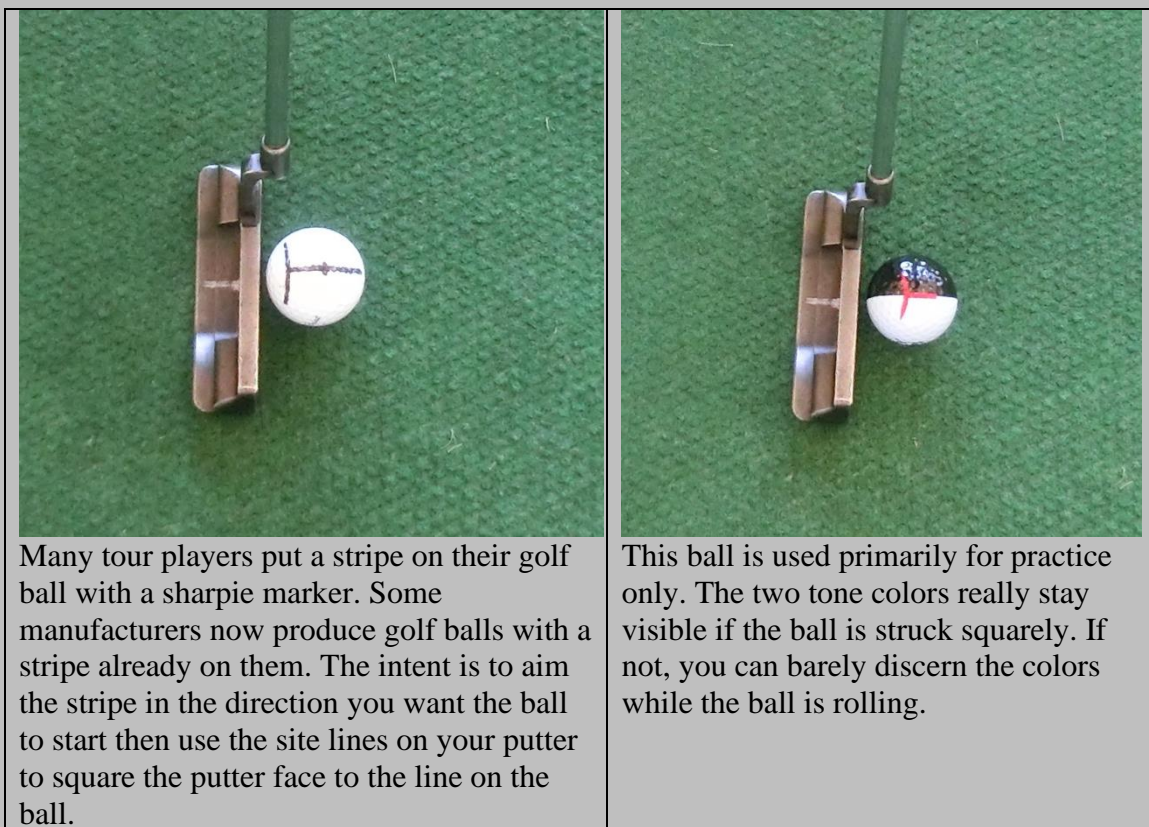 Many tour players put a stripe on their golf
ball with a sharpie marker. Some
manufacturers now produce golf balls with a
stripe already on them. The intent is to aim
the stripe in the direction you want the ball
to start then use the site lines on your putter
to square the putter face to the line on the
ball.
This ball is used primarily for practice
only. The two tone colors really stay
visible if the ball is struck squarely. If
not, you can barely discern the colors
while the ball is rolling.